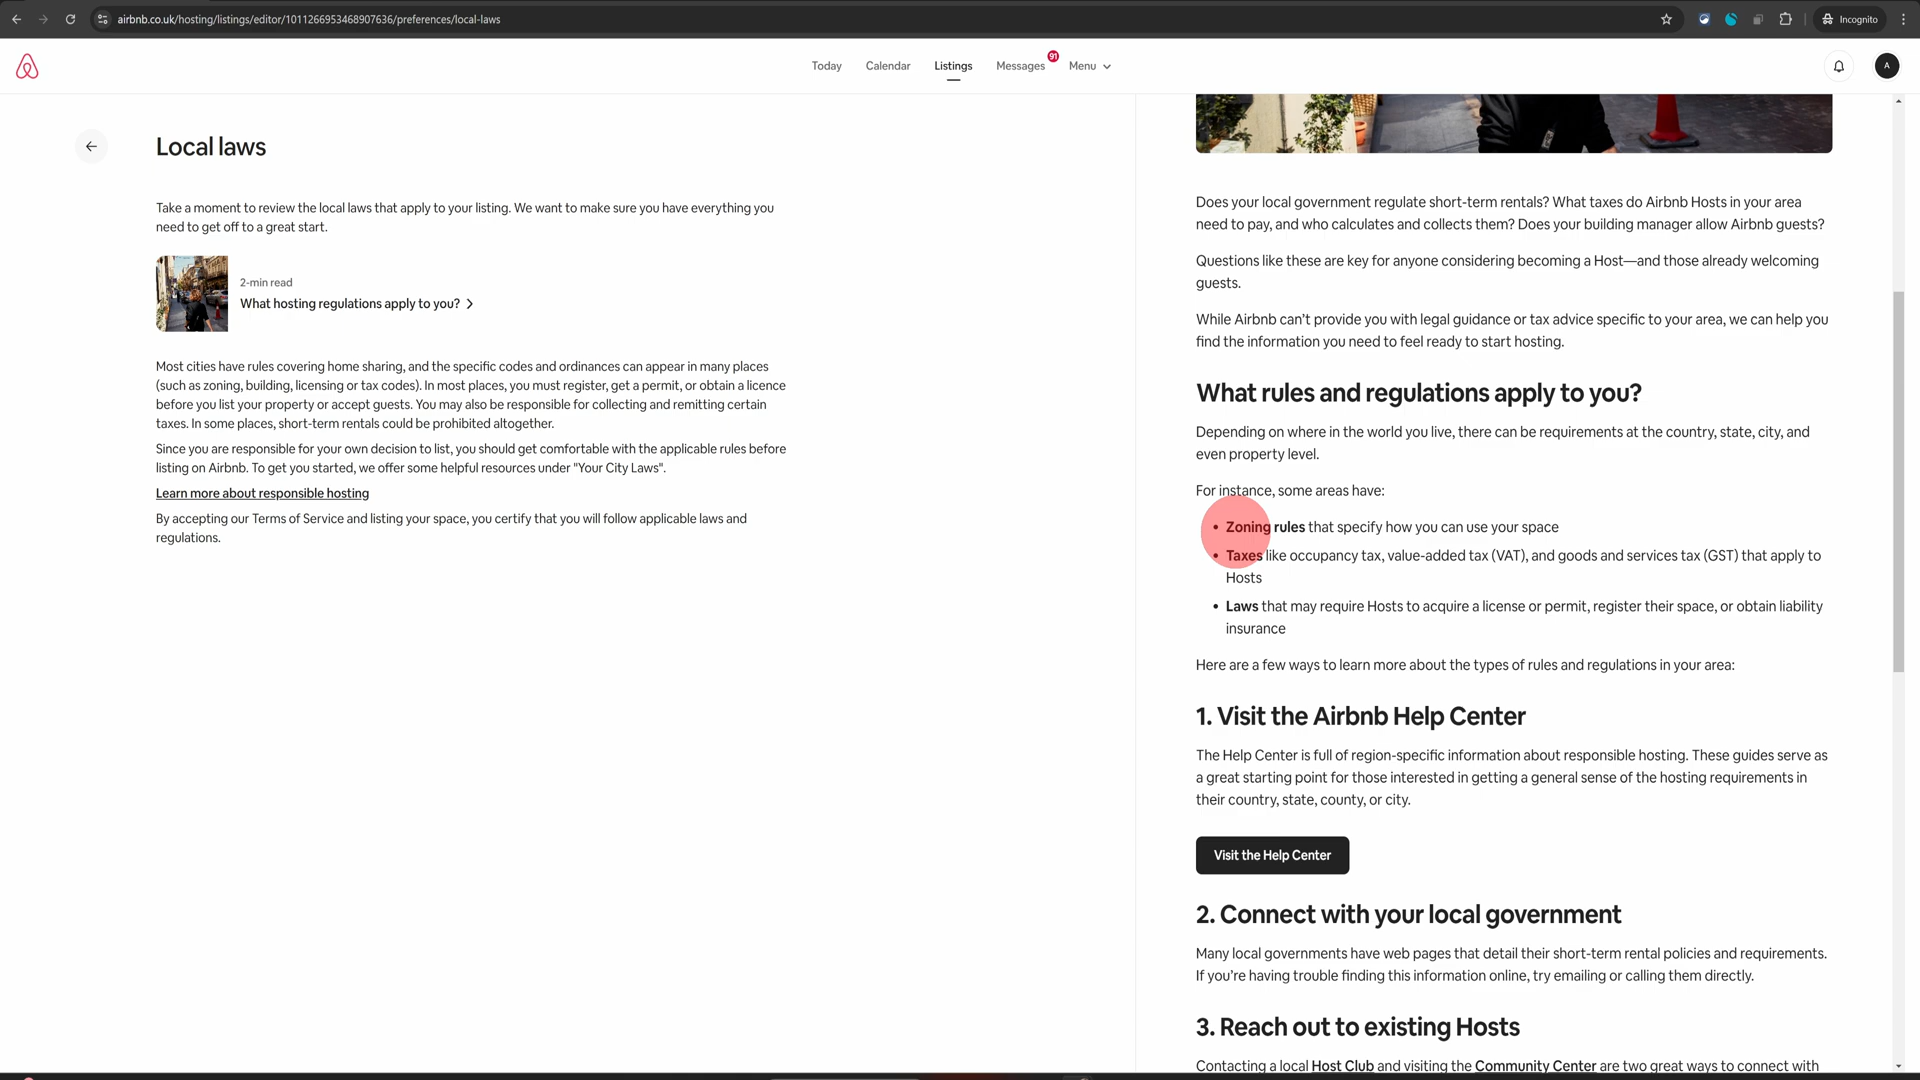 airbnb.co.uk/hosting/listings/editor/1011266953468907636/preferences/local-laws
Incognito
Today
Calendar
Listings
Messages
91
Menu
A
Local laws
Take a moment to review the local laws that apply to your listing. We want to make sure you have everything you
need to get off to a great start.
2-min read
What hosting regulations apply to you?
Most cities have rules covering home sharing, and the specific codes and ordinances can appear in many places
(such as zoning, building, licensing or tax codes). In most places, you must register, get a permit, or obtain a licence
before you list your property or accept guests. You may also be responsible for collecting and remitting certain
taxes. In some places, short-term rentals could be prohibited altogether.
Since you are responsible for your own decision to list, you should get comfortable with the applicable rules before
listing on Airbnb. To get you started, we offer some helpful resources under "Your City Laws".
Learn more about responsible hosting
By accepting our Terms of Service and listing your space, you certify that you will follow applicable laws and
regulations.
Does your local government regulate short-term rentals? What taxes do Airbnb Hosts in your area
need to pay, and who calculates and collects them? Does your building manager allow Airbnb guests?
Questions like these are key for anyone considering becoming a Host—and those already welcoming
guests.
While Airbnb can’t provide you with legal guidance or tax advice specific to your area, we can help you
find the information you need to feel ready to start hosting.
What rules and regulations apply to you?
Depending on where in the world you live, there can be requirements at the country, state, city, and
even property level.
For instance, some areas have:
• Zoning rules that specify how you can use your space
• Taxes like occupancy tax, value-added tax (VAT), and goods and services tax (GST) that apply to
Hosts
• Laws that may require Hosts to acquire a license or permit, register their space, or obtain liability
insurance
Here are a few ways to learn more about the types of rules and regulations in your area:
1. Visit the Airbnb Help Center
The Help Center is full of region-specific information about responsible hosting. These guides serve as
a great starting point for those interested in getting a general sense of the hosting requirements in
their country, state, county, or city.
Visit the Help Center
2. Connect with your local government
Many local governments have web pages that detail their short-term rental policies and requirements.
If you’re having trouble finding this information online, try emailing or calling them directly.
3. Reach out to existing Hosts
Contacting a local Host Club and visiting the Community Center are two great ways to connect with